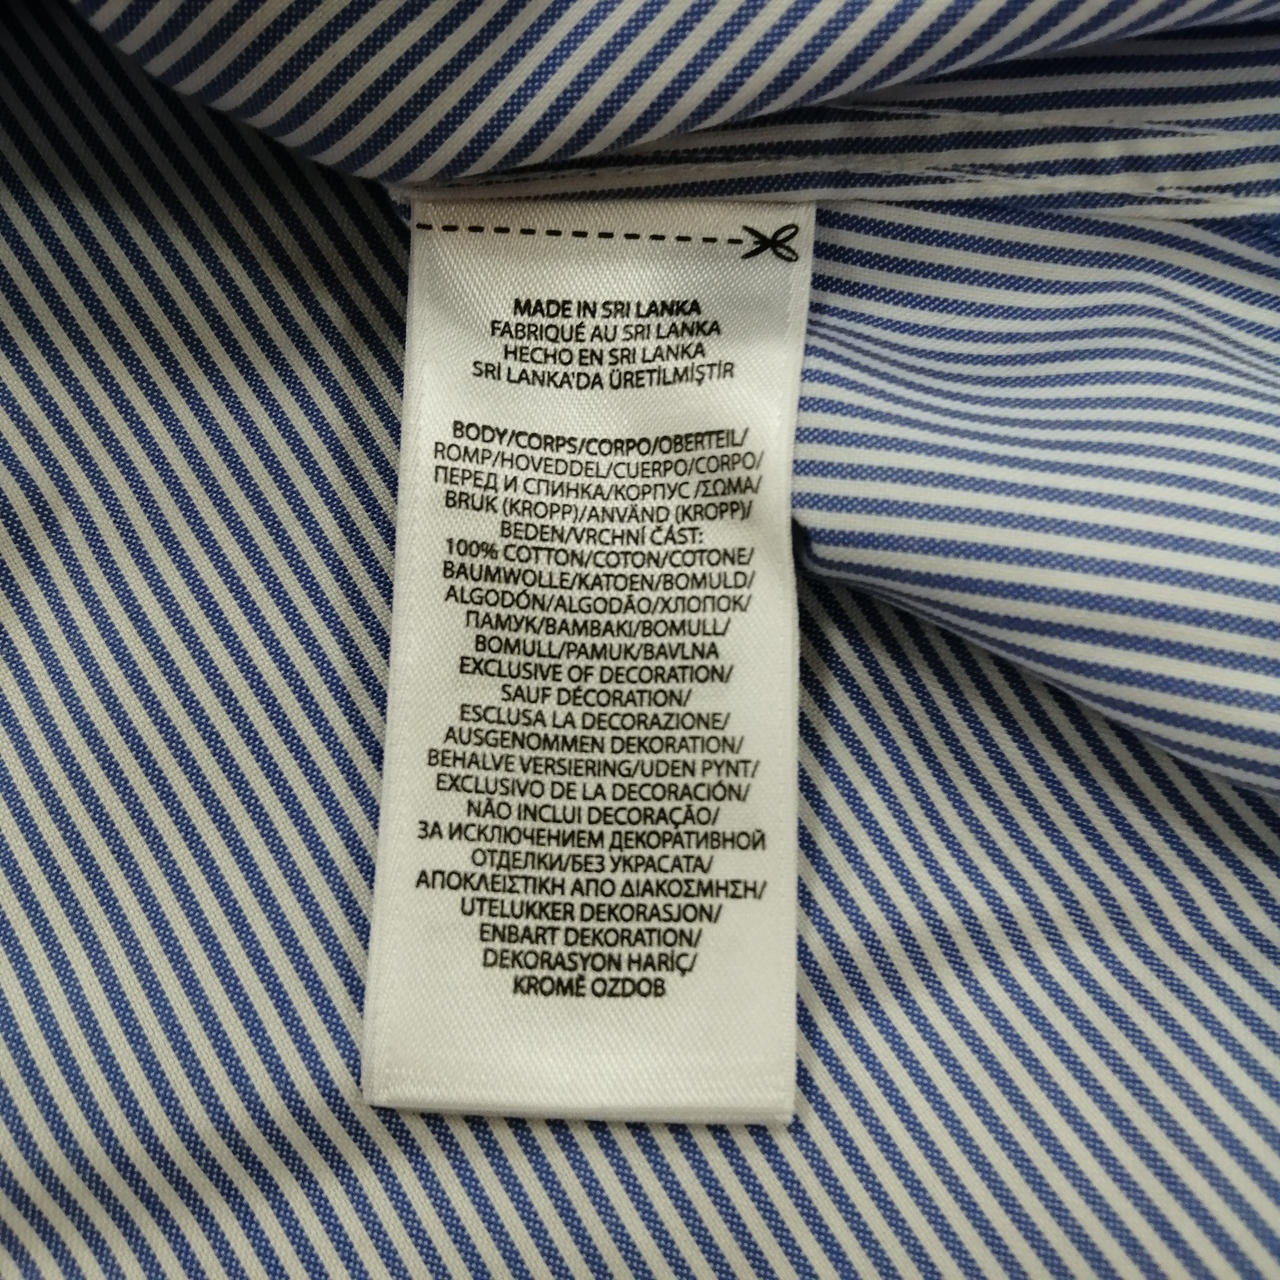 MADE IN SRI LANKA
FABRIQUÉ AU SRI LANKA
HECHO EN SRI LANKA
SRİ LANKA'DA ÜRETİLMİŞTİR
BODY/CORPS/CORPO/OBERTEIL/
ROMP/HOVEDDEL/CUERPO/CORPO/
ПЕРЕД И СПИНКА/КОРПУС /ΣΩΜΑ/
BRUK (KROPP)/ANVÄND (KROPP)/
BEDEN/VRCHNÍ ČÁST:
100% COTTON/COTON/COTONE/
BAUMWOLLE/KATOEN/BOMULD/
ALGODÓN/ALGODÃO/ХЛОПОК/
ПАМУК/ΒΑΜΒΑΚΙ/BOMULL/
BOMULL/PAMUK/BAVLNA
EXCLUSIVE OF DECORATION/
SAUF DÉCORATION/
ESCLUSA LA DECORAZIONE/
AUSGENOMMEN DEKORATION/
BEHALVE VERSIERING/UDEN PYNT/
EXCLUSIVO DE LA DECORACIÓN/
NÃO INCLUI DECORAÇÃO/
ЗА ИСКЛЮЧЕНИЕМ ДЕКОРАТИВНОЙ
ОТДЕЛКИ/БЕЗ УКРАСАТА/
ΑΠΟΚΛΕΙΣΤΙΚΗ ΑΠΟ ΔΙΑΚΟΣΜΗΣΗ/
UTELUKKER DEKORASJON/
ENBART DEKORATION/
DEKORASYON HARİÇ/
KROMĚ OZDOB